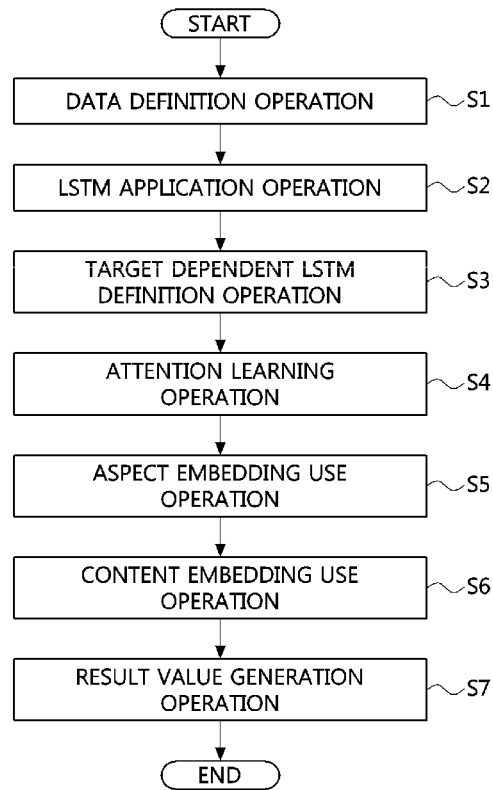 START
DATA DEFINITION OPERATION
S1
LSTM APPLICATION OPERATION
S2
TARGET DEPENDENT LSTM
DEFINITION OPERATION
S3
ATTENTION LEARNING
OPERATION
S4
ASPECT EMBEDDING USE
OPERATION
S5
CONTENT EMBEDDING USE
OPERATION
S6
RESULT VALUE GENERATION
OPERATION
S7
END